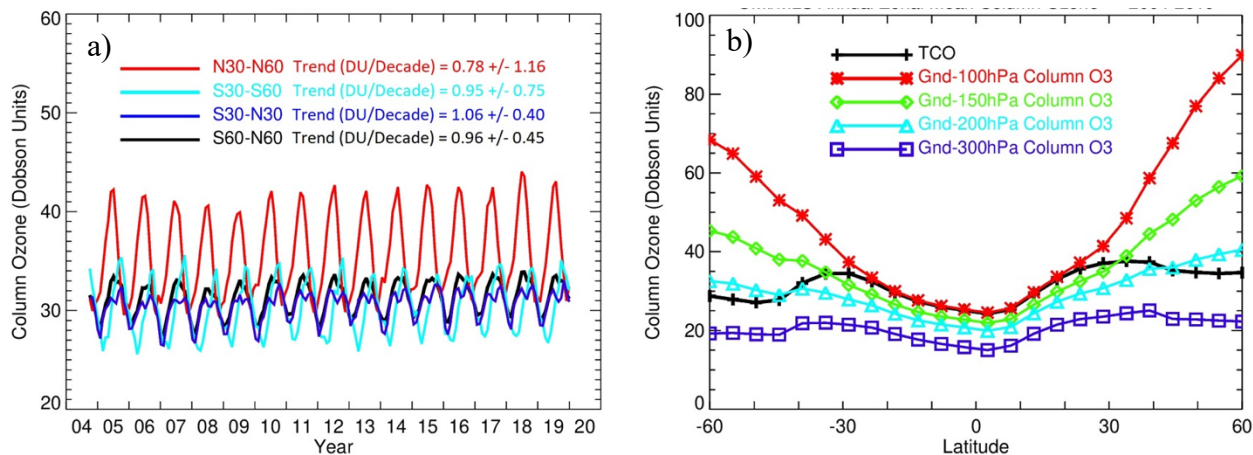 a)
N30-N60 Trend (DU/Decade) = 0.78 +/- 1.16
S30-S60 Trend (DU/Decade) = 0.95 +/- 0.75
S30-N30 Trend (DU/Decade) = 1.06 +/- 0.40
S60-N60 Trend (DU/Decade) = 0.96 +/- 0.45
Column Ozone (Dobson Units)
60
50
40
30
20
04 05 06 07 08 09 10 11 12 13 14 15 16 17 18 19 20
Year
b)
TCO
Gnd-100hPa Column O3
Gnd-150hPa Column O3
Gnd-200hPa Column O3
Gnd-300hPa Column O3
Column Ozone (Dobson Units)
100
80
60
40
20
0
-60 -30 0 30 60
Latitude